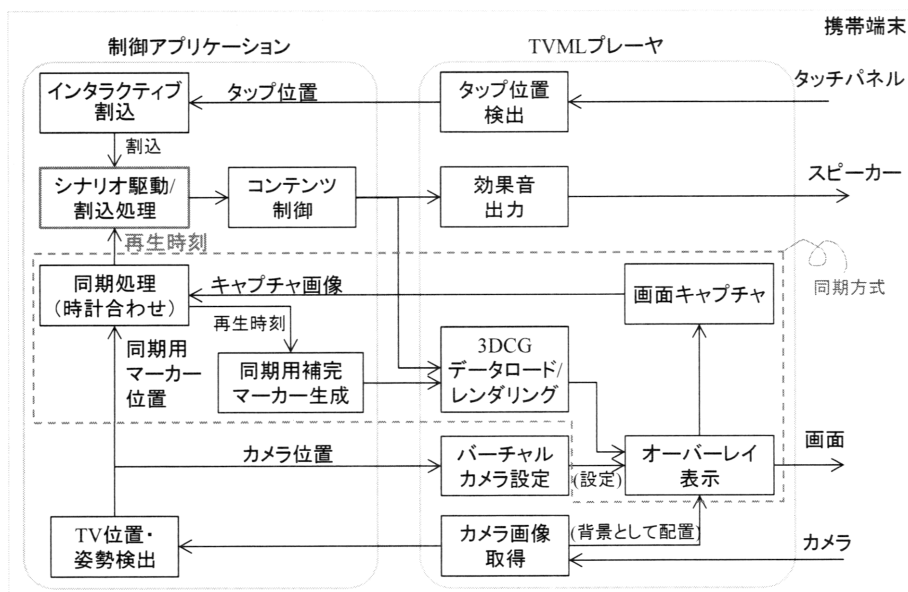 携帯端末
制御アプリケーション
TVMLプレーヤ
インタラクティブ
割込
タップ位置
タップ位置
検出
タッチパネル
割込
シナリオ駆動/
割込処理
コンテンツ
制御
効果音
出力
スピーカー
再生時刻
同期処理
(時計合わせ)
キャプチャ画像
画面キャプチャ
同期方式
再生時刻
同期用
マーカー
位置
同期用補完
マーカー生成
3DCG
データロード/
レンダリング
カメラ位置
バーチャル
カメラ設定
(設定)
オーバーレイ
表示
画面
TV位置・
姿勢検出
カメラ画像
取得
(背景として配置)
カメラ